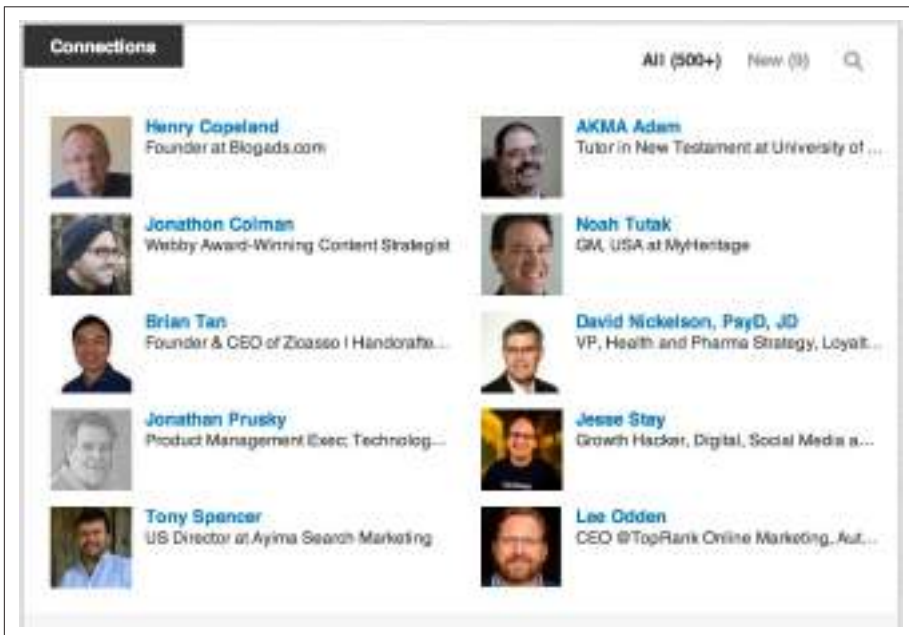 Connections
All (500+) New (9)
Henry Copeland
Founder at Blogads.com
AKMA Adam
Tutor in New Testament at University of ...
Jonathon Colman
Webby Award-Winning Content Strategist
Noah Tutak
GM, USA at MyHeritage
Brian Tan
Founder & CEO of Zicasso | Handcrafte...
David Nickelson, PsyD, JD
VP, Health and Pharma Strategy, Loyalt...
Jonathan Prusky
Product Management Exec; Technolog...
Jesse Stay
Growth Hacker, Digital, Social Media a...
Tony Spencer
US Director at Ayima Search Marketing
Lee Odden
CEO @TopRank Online Marketing, Aut...